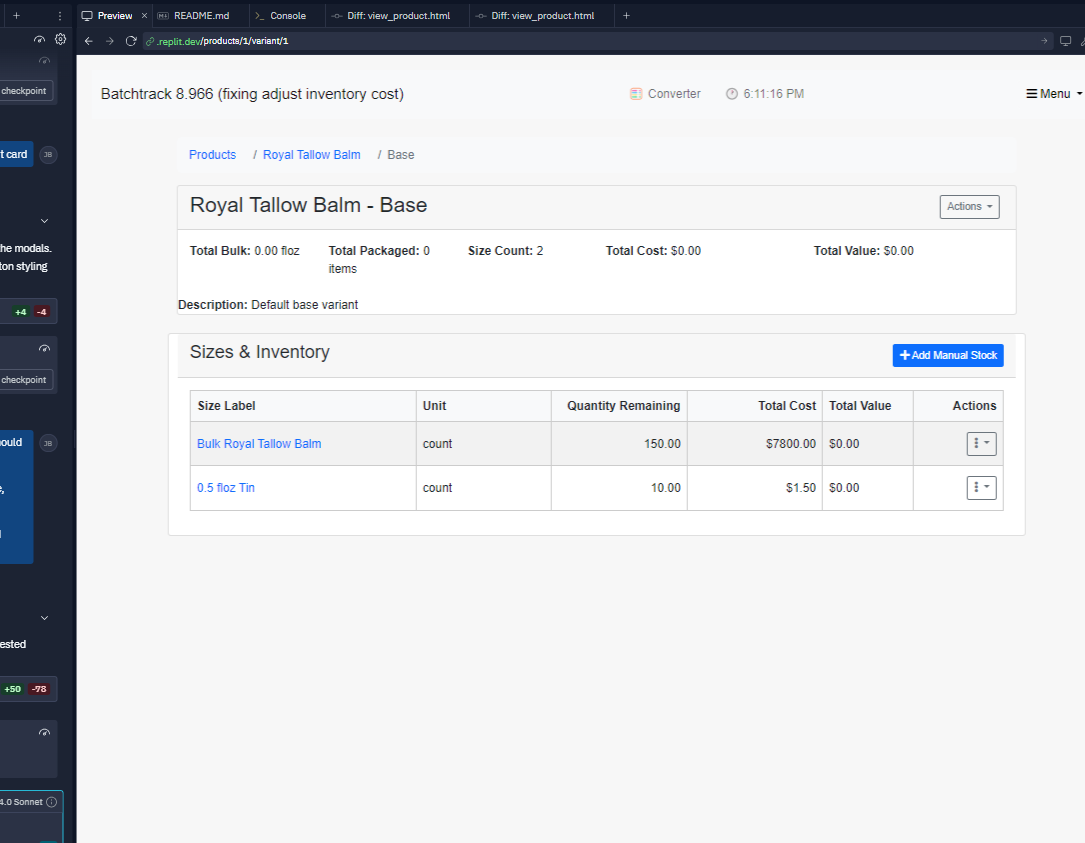 Preview
README.md
Console
Diff: view_product.html
Diff: view_product.html
.replit.dev/products/1/variant/1
checkpoint
t card
JB
he modals.
ton styling
+4 -4
checkpoint
ould
JB
ested
+50 -78
4.0 Sonnet
Batchtrack 8.966 (fixing adjust inventory cost)
Converter
6:11:16 PM
Menu
Products / Royal Tallow Balm / Base
Royal Tallow Balm - Base
Actions
Total Bulk: 0.00 floz
Total Packaged: 0
items
Size Count: 2
Total Cost: $0.00
Total Value: $0.00
Description: Default base variant
Sizes & Inventory
Add Manual Stock
Size Label Unit Quantity Remaining Total Cost Total Value Actions
Bulk Royal Tallow Balm count 150.00 $7800.00 $0.00
0.5 floz Tin count 10.00 $1.50 $0.00